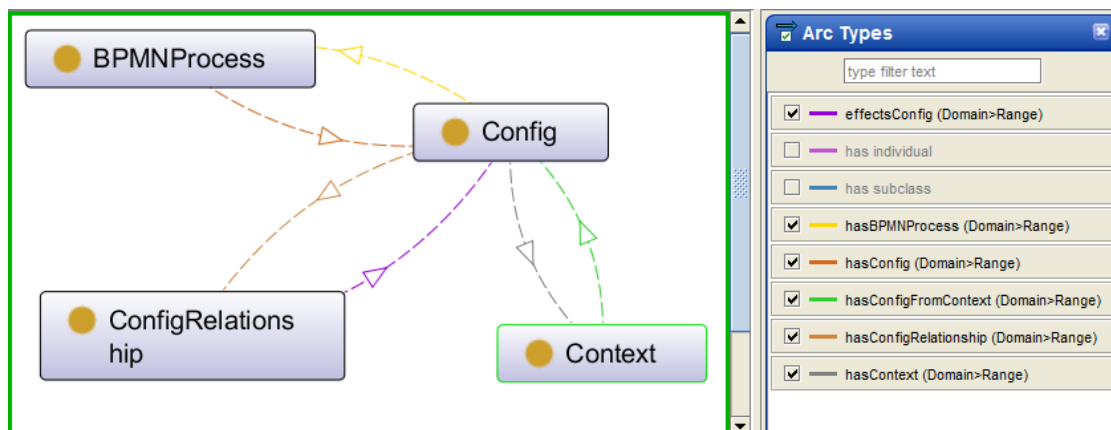 BPMNProcess
Config
ConfigRelations
hip
Context
Arc Types
type filter text
effectsConfig (Domain>Range)
has individual
has subclass
hasBPMNProcess (Domain>Range)
hasConfig (Domain>Range)
hasConfigFromContext (Domain>Range)
hasConfigRelationship (Domain>Range)
hasContext (Domain>Range)